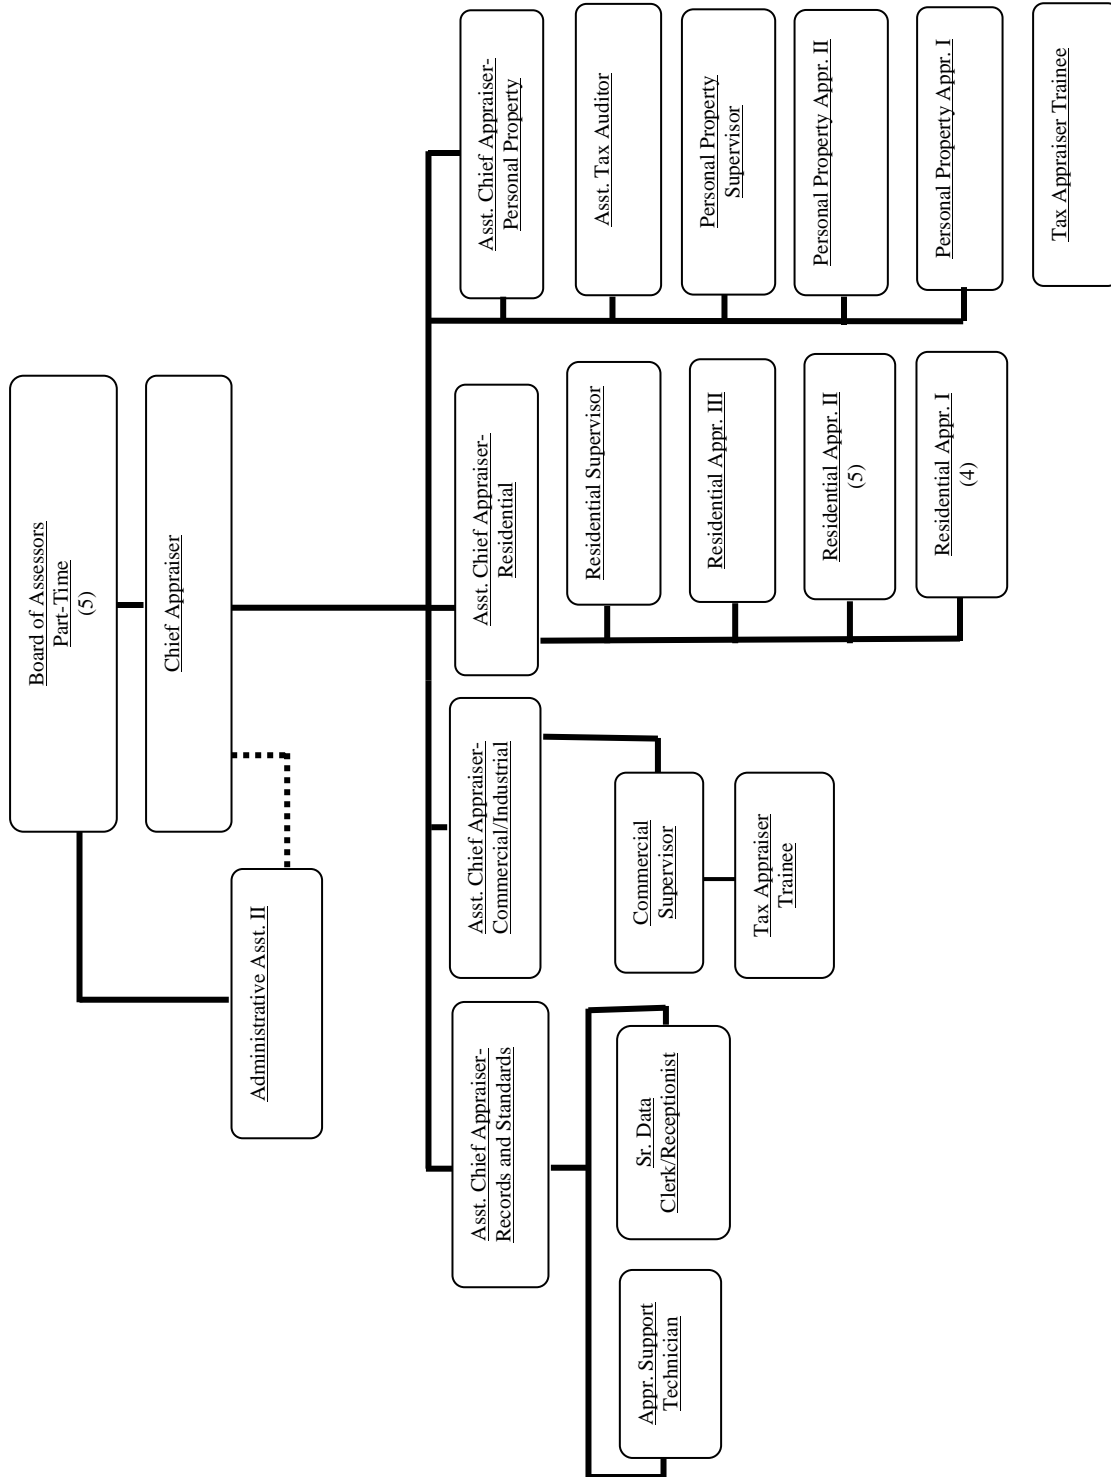 Board of Assessors
Part-Time
(5)
Chief Appraiser
Administrative Asst. II
Asst. Chief Appraiser-
Records and Standards
Asst. Chief Appraiser-
Commercial/Industrial
Asst. Chief Appraiser-
Residential
Asst. Chief Appraiser-
Personal Property
Appr. Support
Technician
Sr. Data
Clerk/Receptionist
Commercial
Supervisor
Tax Appraiser
Trainee
Residential Supervisor
Residential Appr. III
Residential Appr. II
(5)
Residential Appr. I
(4)
Asst. Tax Auditor
Personal Property
Supervisor
Personal Property Appr. II
Personal Property Appr. I
Tax Appraiser Trainee